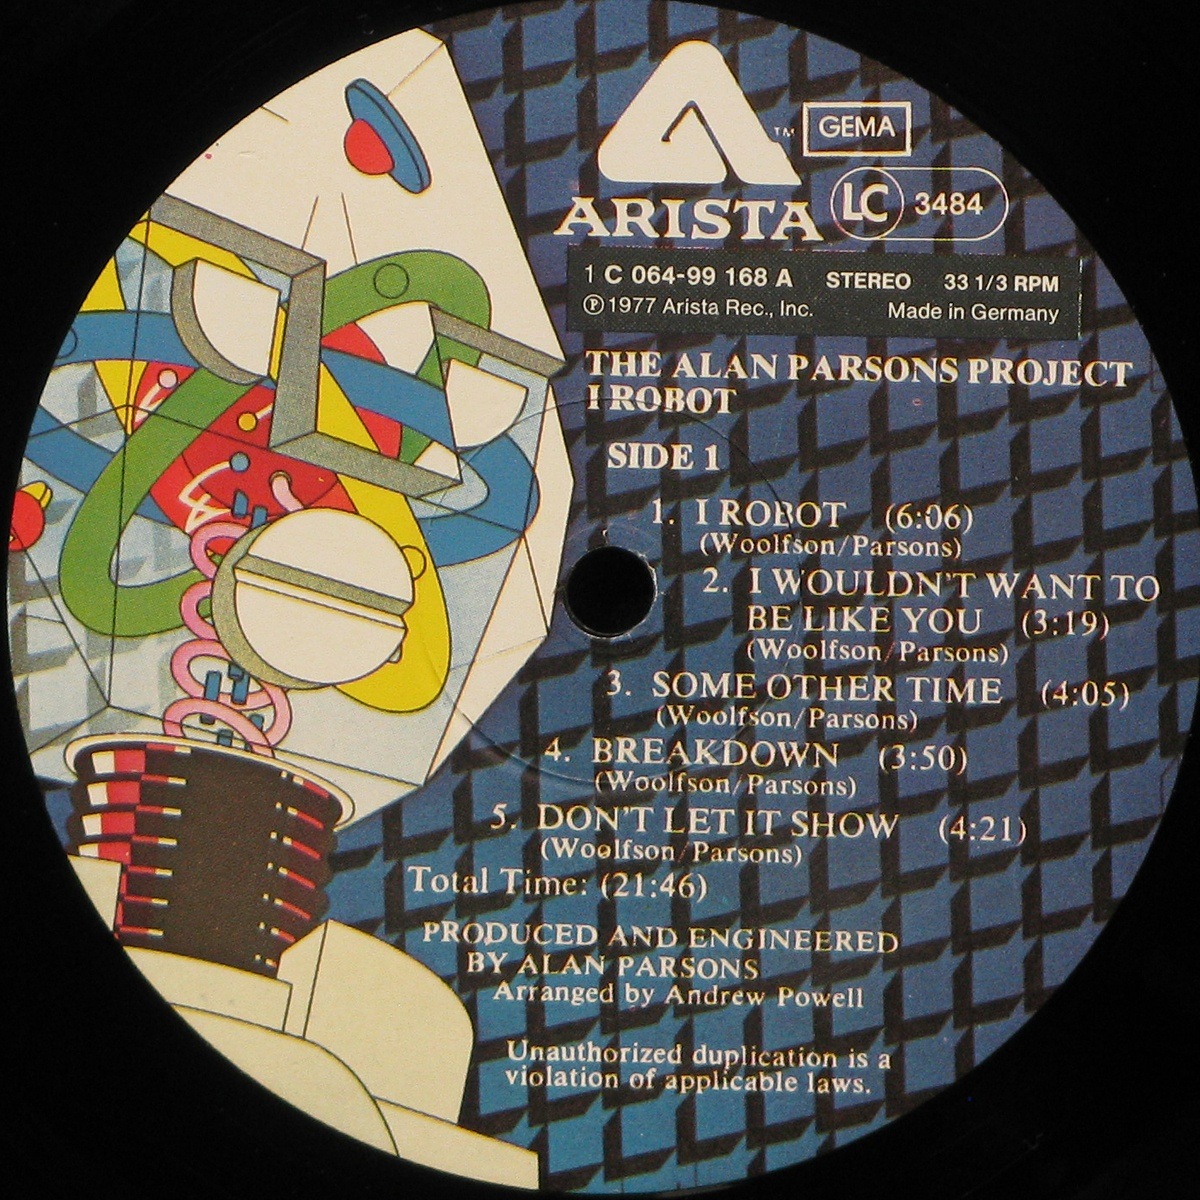 ™
GEMA
ARISTA
LC 3484
1 C 064-99 168 A STEREO 33 1/3 RPM
℗ 1977 Arista Rec., Inc. Made in Germany
THE ALAN PARSONS PROJECT
I ROBOT
SIDE 1
1. I ROBOT (6:06)
(Woolfson/Parsons)
2. I WOULDN'T WANT TO
BE LIKE YOU (3:19)
(Woolfson/Parsons)
3. SOME OTHER TIME (4:05)
(Woolfson/Parsons)
4. BREAKDOWN (3:50)
(Woolfson/Parsons)
5. DON'T LET IT SHOW (4:21)
(Woolfson/Parsons)
Total Time: (21:46)
PRODUCED AND ENGINEERED
BY ALAN PARSONS
Arranged by Andrew Powell
Unauthorized duplication is a
violation of applicable laws.